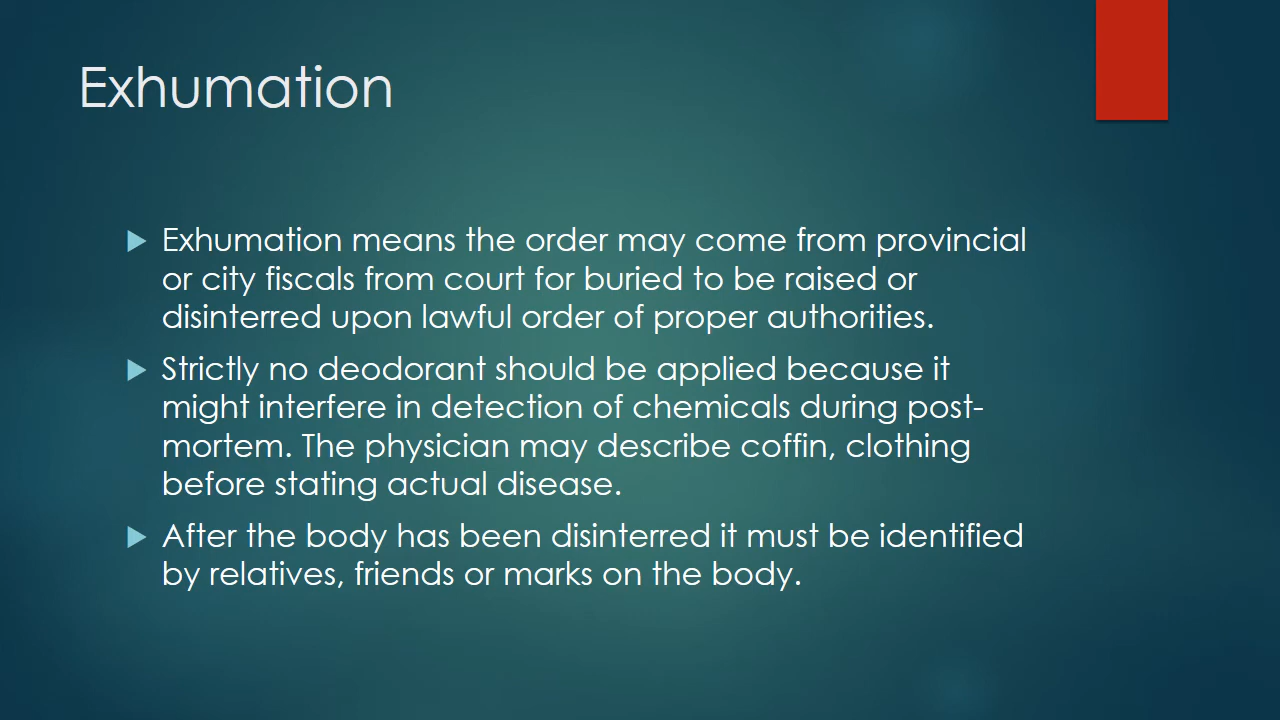 Exhumation
Exhumation means the order may come from provincial
or city fiscals from court for buried to be raised or
disinterred upon lawful order of proper authorities.
Strictly no deodorant should be applied because it
might interfere in detection of chemicals during post-
mortem. The physician may describe coffin, clothing
before stating actual disease.
After the body has been disinterred it must be identified
by relatives, friends or marks on the body.